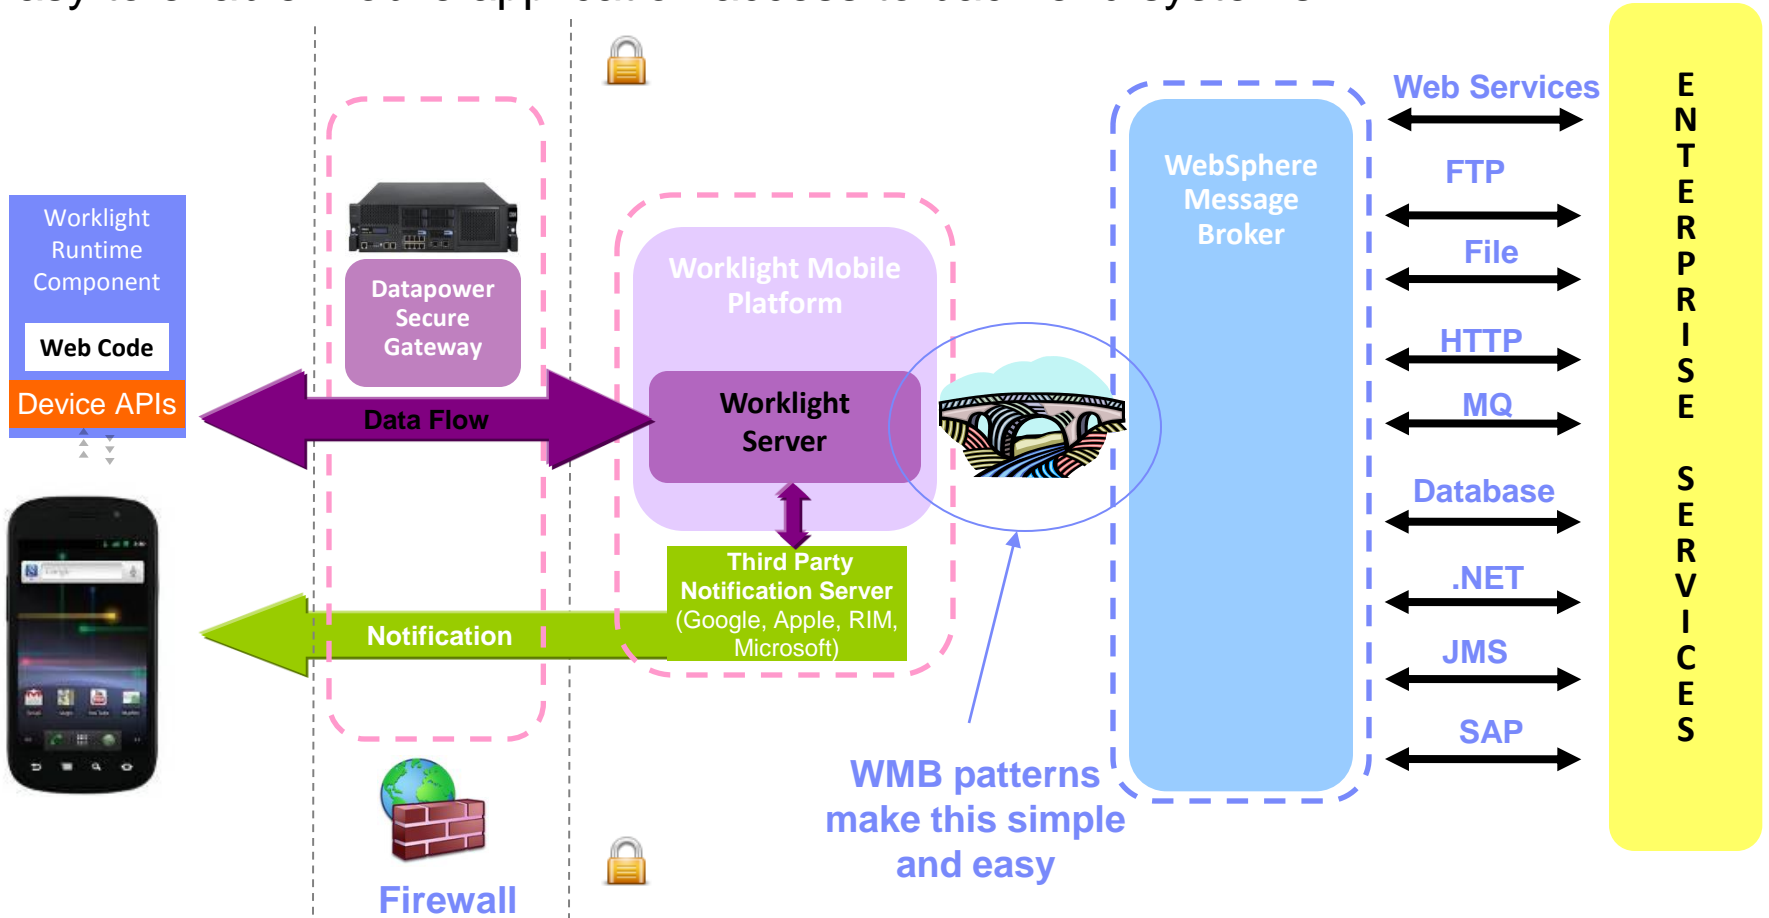 Worklight
Runtime
Component
Web Code
Device APIs
Datapower
Secure
Gateway
Data Flow
Notification
Firewall
Worklight Mobile
Platform
Worklight
Server
Third Party
Notification Server
(Google, Apple, RIM,
Microsoft)
WMB patterns
make this simple
and easy
WebSphere
Message
Broker
Web Services
FTP
File
HTTP
MQ
Database
.NET
JMS
SAP
ENTERPRISE SERVICES